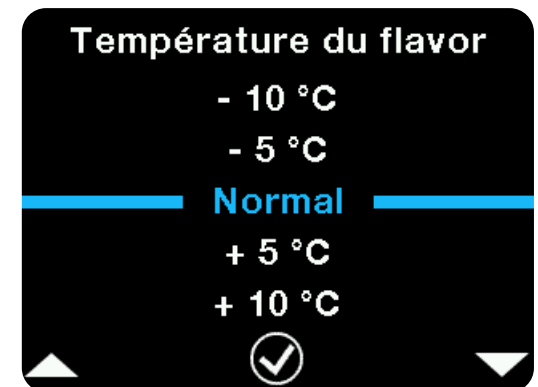 Température du flavor
- 10 °C
- 5 °C
Normal
+ 5 °C
+ 10 °C